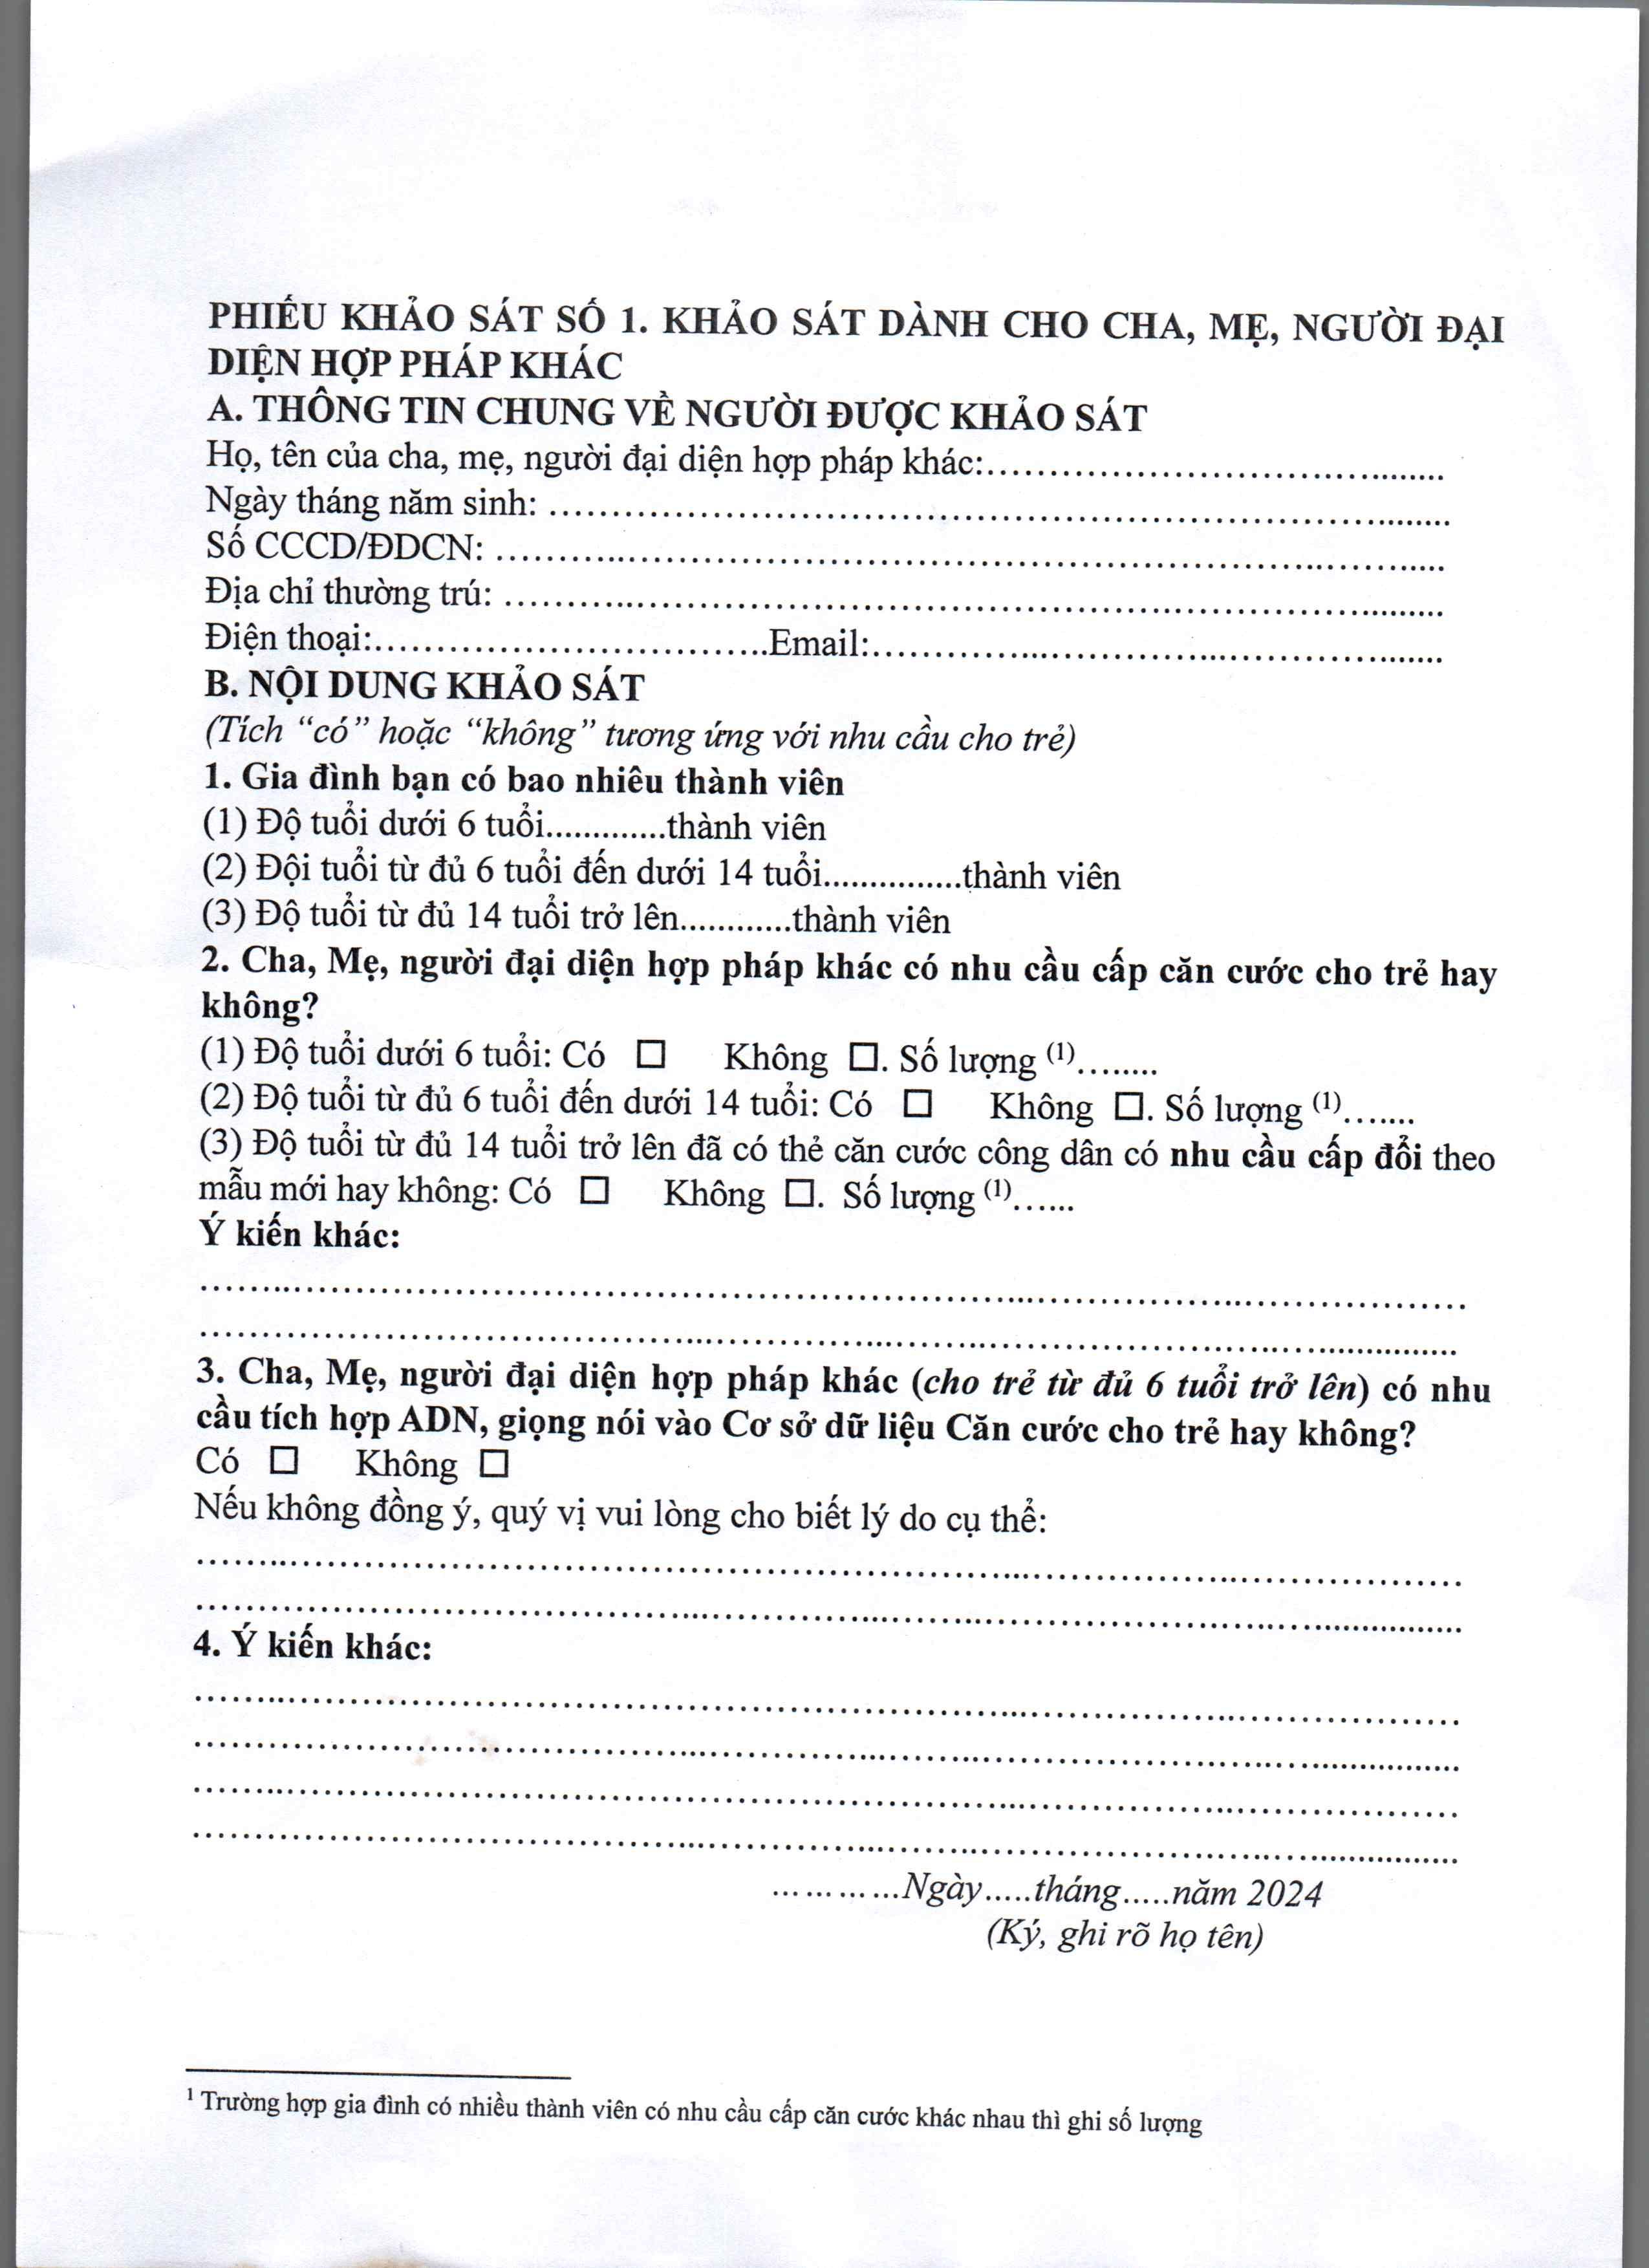 PHIẾU KHẢO SÁT SỐ 1. KHẢO SÁT DÀNH CHO CHA, MẸ, NGƯỜI ĐẠI
DIỆN HỢP PHÁP KHÁC
A. THÔNG TIN CHUNG VỀ NGƯỜI ĐƯỢC KHẢO SÁT
Họ, tên của cha, mẹ, người đại diện hợp pháp khác:........................................
Ngày tháng năm sinh: ........................................
Số CCCD/ĐDCN: ........................................
Địa chỉ thường trú: ........................................
Điện thoại:..............................Email:..............................
B. NỘI DUNG KHẢO SÁT
(Tích “có” hoặc “không” tương ứng với nhu cầu cho trẻ)
1. Gia đình bạn có bao nhiêu thành viên
(1) Độ tuổi dưới 6 tuổi.............thành viên
(2) Đội tuổi từ đủ 6 tuổi đến dưới 14 tuổi...............thành viên
(3) Độ tuổi từ đủ 14 tuổi trở lên............thành viên
2. Cha, Mẹ, người đại diện hợp pháp khác có nhu cầu cấp căn cước cho trẻ hay
không?
(1) Độ tuổi dưới 6 tuổi: Có ☐ Không ☐. Số lượng (1)........
(2) Độ tuổi từ đủ 6 tuổi đến dưới 14 tuổi: Có ☐ Không ☐. Số lượng (1).......
(3) Độ tuổi từ đủ 14 tuổi trở lên đã có thẻ căn cước công dân có nhu cầu cấp đổi theo
mẫu mới hay không: Có ☐ Không ☐. Số lượng (1)......
Ý kiến khác:
........................................
........................................
3. Cha, Mẹ, người đại diện hợp pháp khác (cho trẻ từ đủ 6 tuổi trở lên) có nhu
cầu tích hợp ADN, giọng nói vào Cơ sở dữ liệu Căn cước cho trẻ hay không?
Có ☐ Không ☐
Nếu không đồng ý, quý vị vui lòng cho biết lý do cụ thể:
........................................
........................................
4. Ý kiến khác:
........................................
........................................
........................................
........................................
............Ngày.....tháng.....năm 2024
(Ký, ghi rõ họ tên)
1 Trường hợp gia đình có nhiều thành viên có nhu cầu cấp căn cước khác nhau thì ghi số lượng